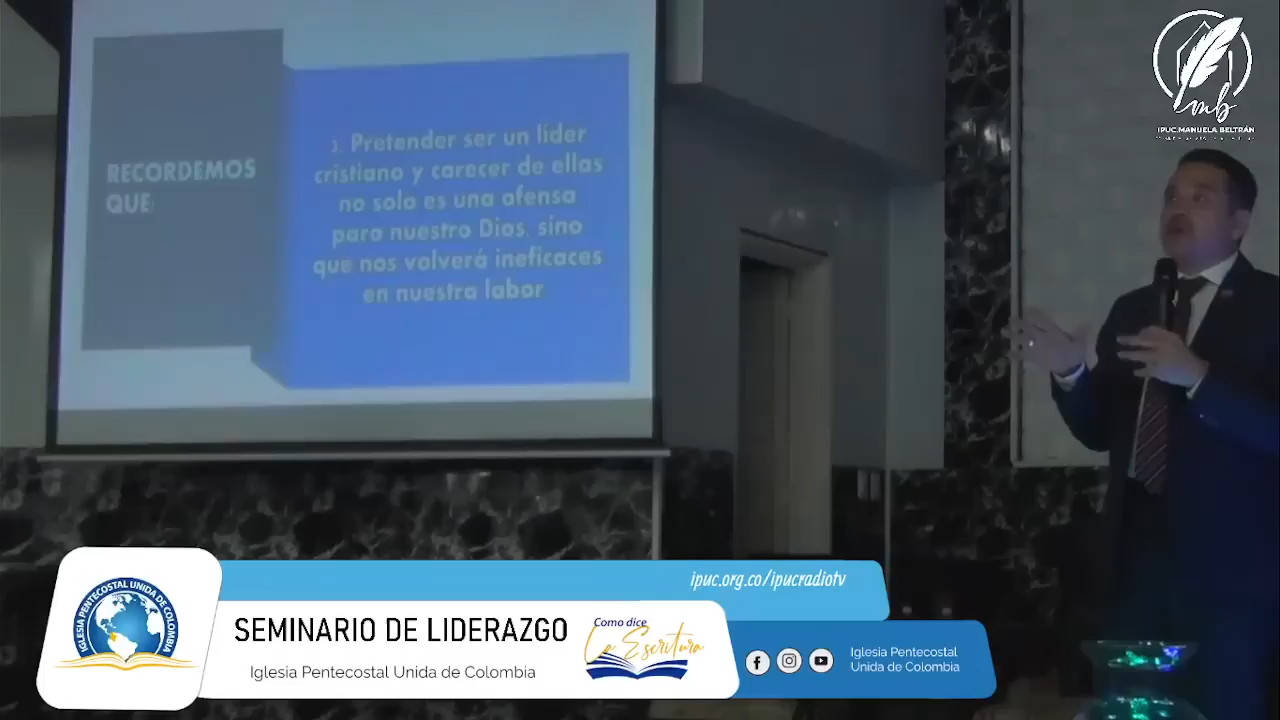 RECORDEMOS
QUE:
3. Pretender ser un líder
cristiano y carecer de ellas
no solo es una ofensa
para nuestro Dios, sino
que nos volverá ineficaces
en nuestra labor
IPUC MANUELA BELTRÁN
ipuc.org.co/ipucradiotv
IGLESIA PENTECOSTAL UNIDA DE COLOMBIA
SEMINARIO DE LIDERAZGO
Iglesia Pentecostal Unida de Colombia
Como dice
La Escritura
Iglesia Pentecostal
Unida de Colombia